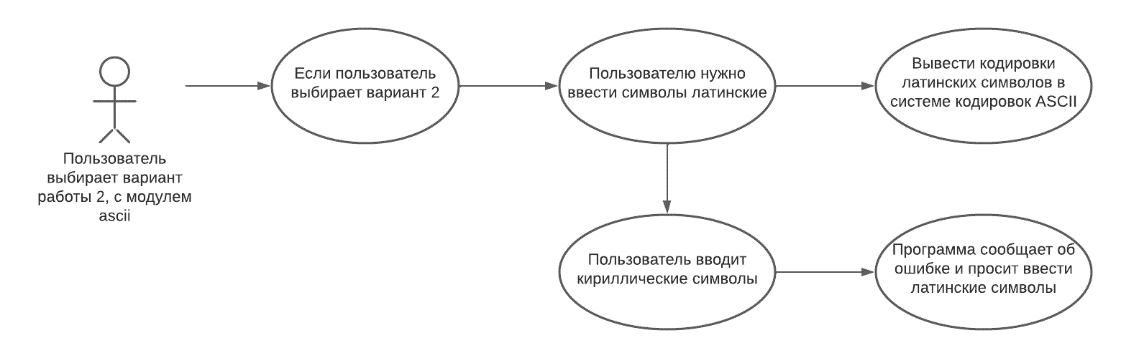 Пользователь
выбирает вариант
работы 2, с модулем
ascii
Если пользователь
выбирает вариант 2
Пользователю нужно
ввести символы латинские
Вывести кодировки
латинских символов в
системе кодировок ASCII
Пользователь вводит
кириллические символы
Программа сообщает об
ошибке и просит ввести
латинские символы